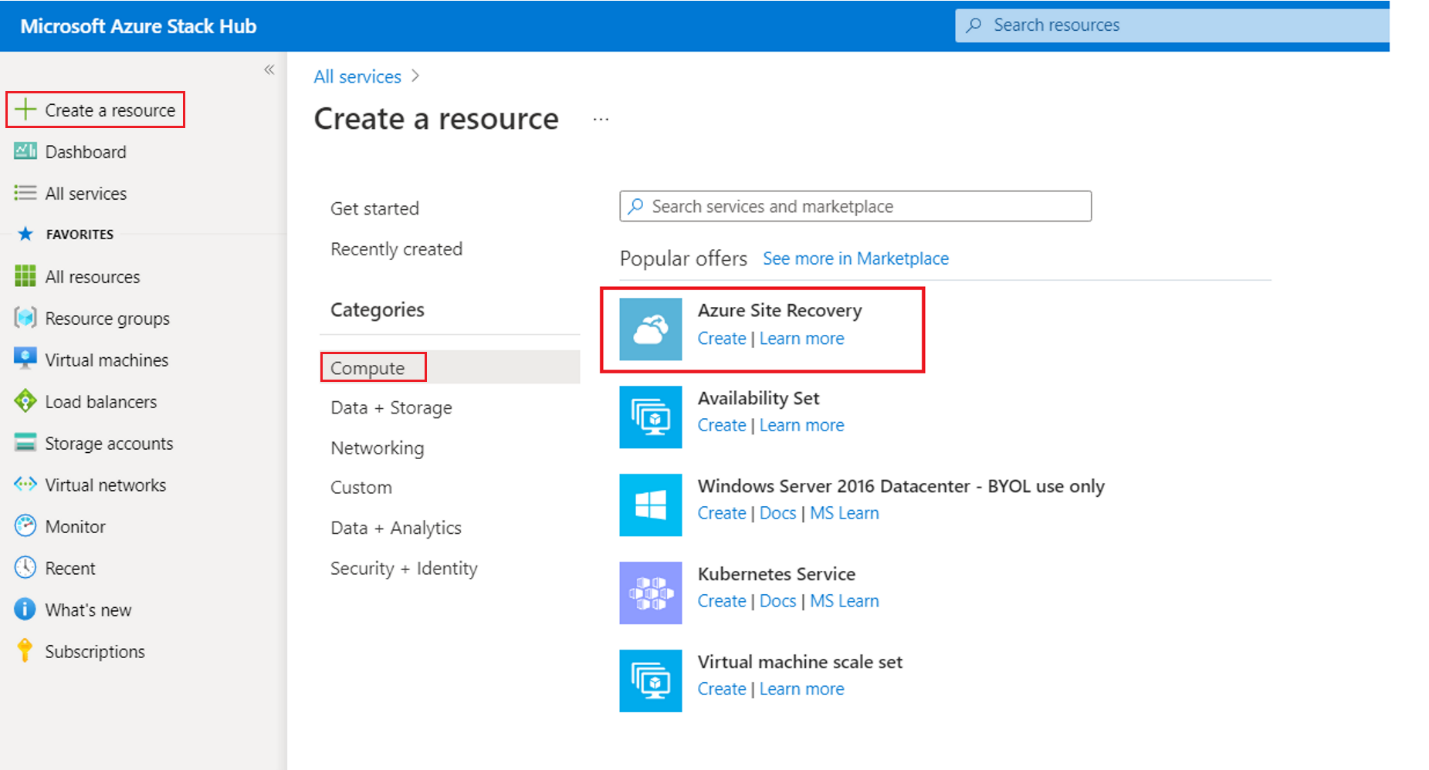 Microsoft Azure Stack Hub
Search resources
Create a resource
Dashboard
All services
FAVORITES
All resources
Resource groups
Virtual machines
Load balancers
Storage accounts
Virtual networks
Monitor
Recent
What's new
Subscriptions
All services
Create a resource
Get started
Recently created
Categories
Compute
Data + Storage
Networking
Custom
Data + Analytics
Security + Identity
Search services and marketplace
Popular offers See more in Marketplace
Azure Site Recovery
Create | Learn more
Availability Set
Create | Learn more
Windows Server 2016 Datacenter - BYOL use only
Create | Docs | MS Learn
Kubernetes Service
Create | Docs | MS Learn
Virtual machine scale set
Create | Learn more